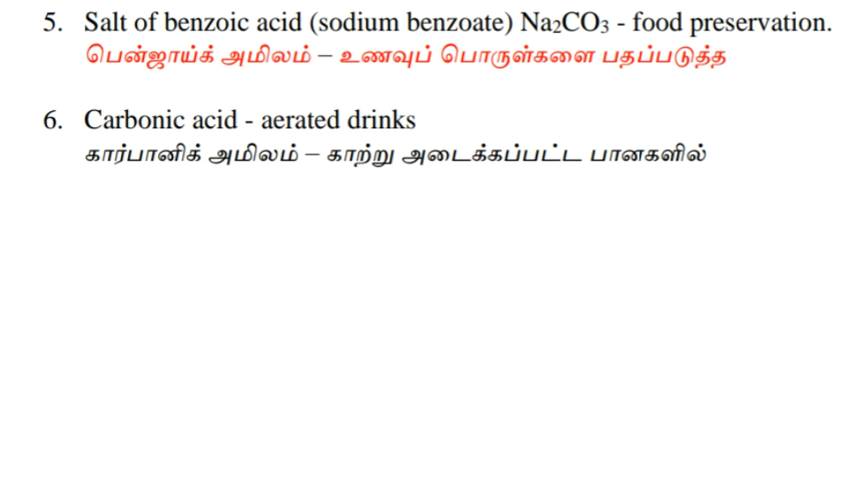 5. Salt of benzoic acid (sodium benzoate) Na₂CO₃ - food preservation.
பென்ஜாய்க் அமிலம் – உணவுப் பொருள்களை பதப்படுத்த
6. Carbonic acid - aerated drinks
கார்பானிக் அமிலம் – காற்று அடைக்கப்பட்ட பானகளில்